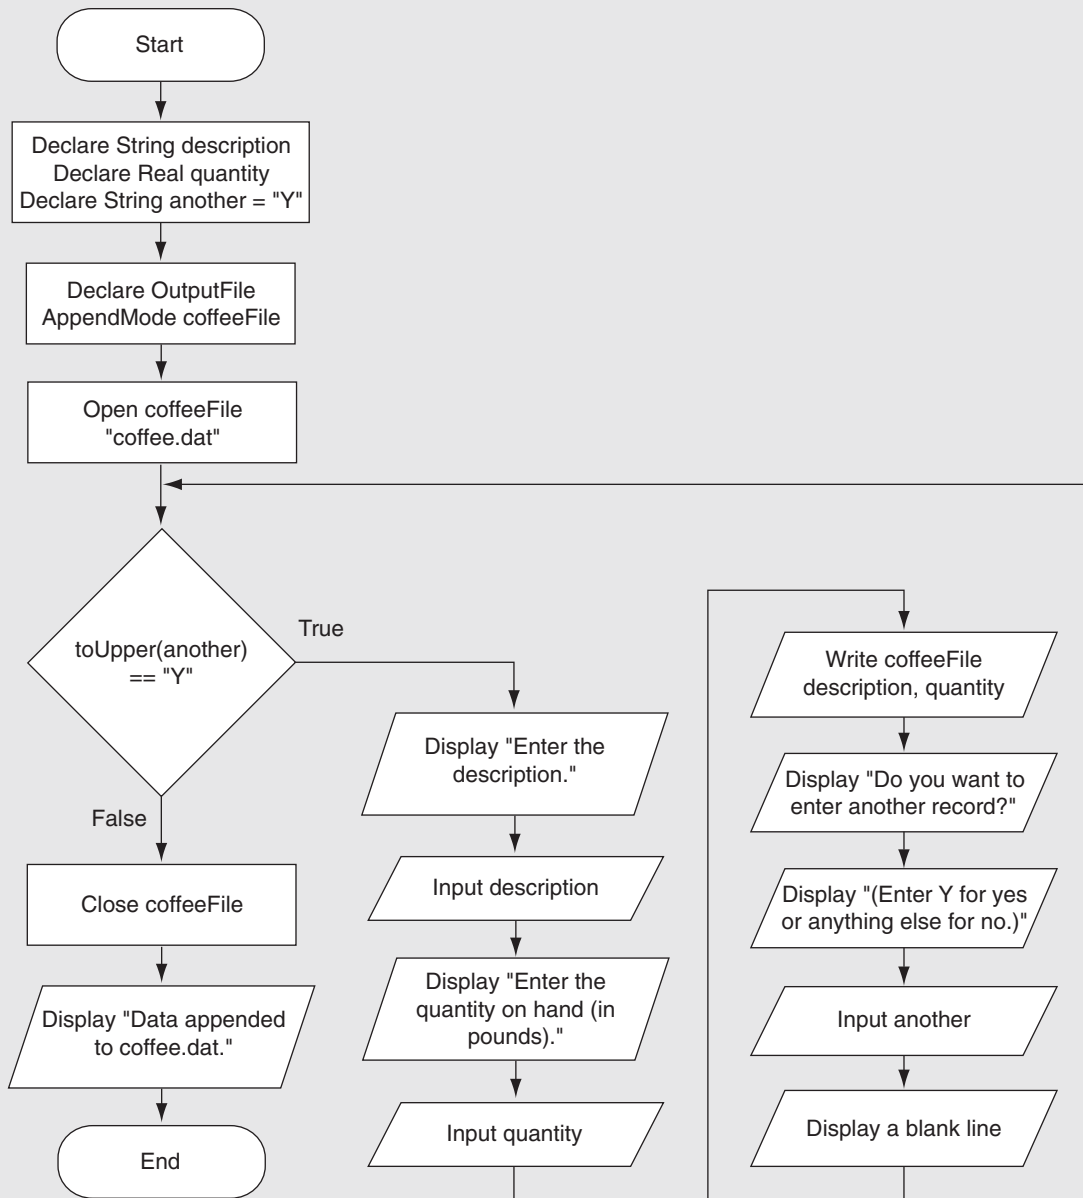 Start
Declare String description
Declare Real quantity
Declare String another = "Y"
Declare OutputFile
AppendMode coffeeFile
Open coffeeFile
"coffee.dat"
toUpper(another)
== "Y"
True
False
Close coffeeFile
Display "Data appended
to coffee.dat."
End
Display "Enter the
description."
Input description
Display "Enter the
quantity on hand (in
pounds)."
Input quantity
Write coffeeFile
description, quantity
Display "Do you want to
enter another record?"
Display "(Enter Y for yes
or anything else for no.)"
Input another
Display a blank line